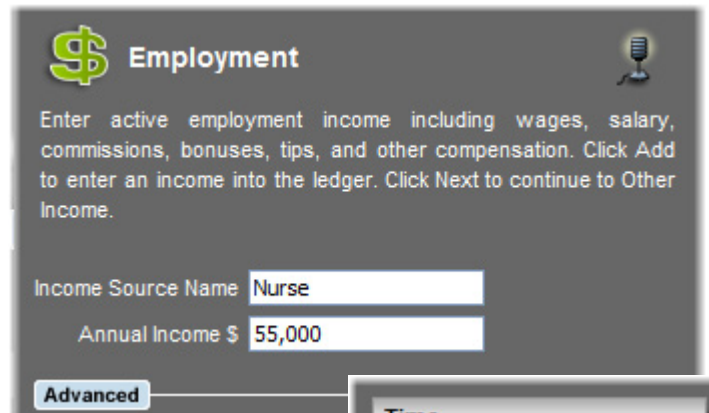 Employment
Enter active employment income including wages, salary,
commissions, bonuses, tips, and other compensation. Click Add
to enter an income into the ledger. Click Next to continue to Other
Income.
Income Source Name Nurse
Annual Income $ 55,000
Advanced
Time